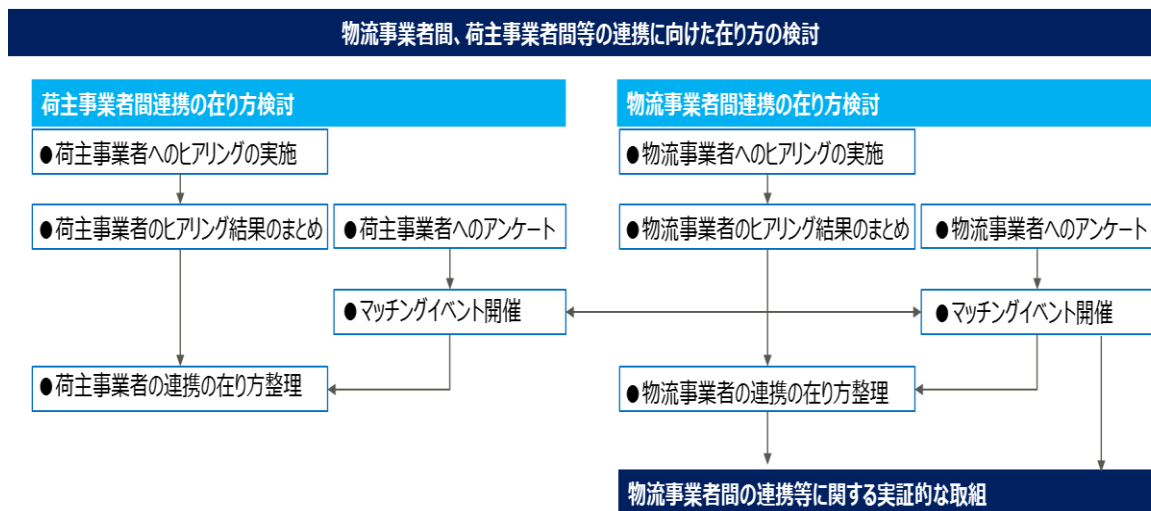 物流事業者間、荷主事業者間等の連携に向けた在り方の検討
荷主事業者間連携の在り方検討
●荷主事業者へのヒアリングの実施
●荷主事業者のヒアリング結果のまとめ
●荷主事業者へのアンケート
●マッチングイベント開催
●荷主事業者の連携の在り方整理
物流事業者間連携の在り方検討
●物流事業者へのヒアリングの実施
●物流事業者のヒアリング結果のまとめ
●物流事業者へのアンケート
●マッチングイベント開催
●物流事業者の連携の在り方整理
物流事業者間の連携等に関する実証的な取組